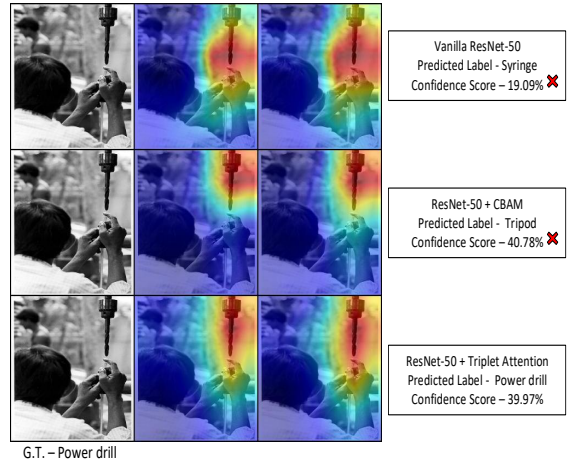 Vanilla ResNet-50
Predicted Label - Syringe
Confidence Score – 19.09%
ResNet-50 + CBAM
Predicted Label -  Tripod
Confidence Score – 40.78%
ResNet-50 + Triplet Attention
Predicted Label -  Power drill
Confidence Score – 39.97%
G.T. – Power drill